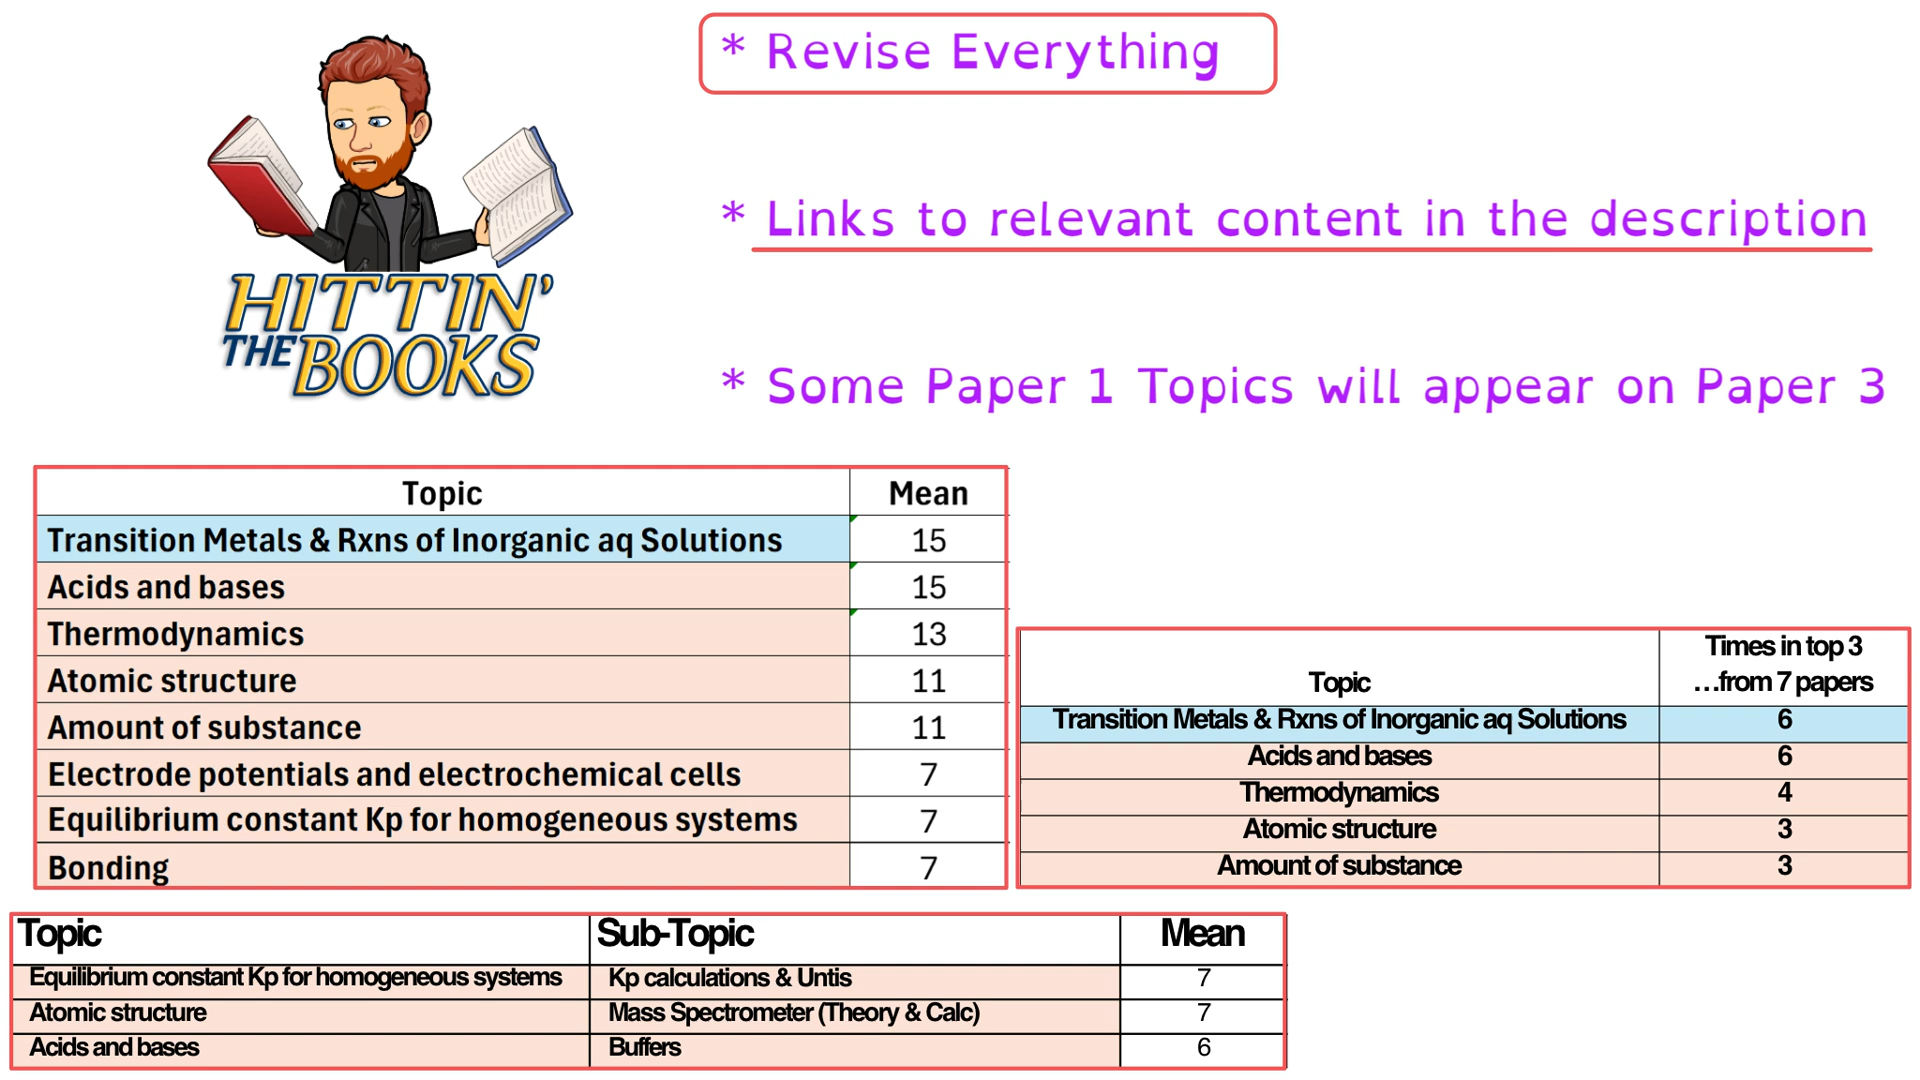 * Revise Everything
* Links to relevant content in the description
* Some Paper 1 Topics will appear on Paper 3
HITTIN'
THE BOOKS
Topic Mean
Transition Metals & Rxns of Inorganic aq Solutions 15
Acids and bases 15
Thermodynamics 13
Atomic structure 11
Amount of substance 11
Electrode potentials and electrochemical cells 7
Equilibrium constant Kp for homogeneous systems 7
Bonding 7
Times in top 3
Topic ...from 7 papers
Transition Metals & Rxns of Inorganic aq Solutions 6
Acids and bases 6
Thermodynamics 4
Atomic structure 3
Amount of substance 3
Topic Sub-Topic Mean
Equilibrium constant Kp for homogeneous systems Kp calculations & Untis 7
Atomic structure Mass Spectrometer (Theory & Calc) 7
Acids and bases Buffers 6